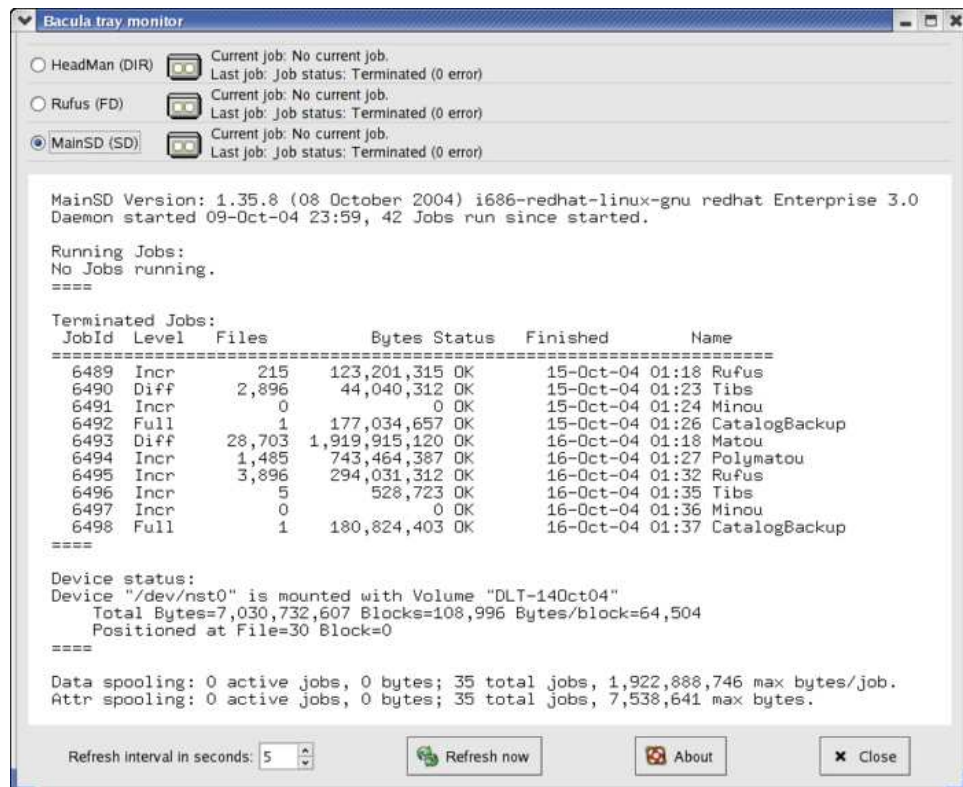 Bacula tray monitor
HeadMan (DIR) Current job: No current job.
Last job: Job status: Terminated (0 error)
Rufus (FD) Current job: No current job.
Last job: Job status: Terminated (0 error)
MainSD (SD) Current job: No current job.
Last job: Job status: Terminated (0 error)
MainSD Version: 1.35.8 (08 October 2004) i686-redhat-linux-gnu redhat Enterprise 3.0
Daemon started 09-Oct-04 23:59, 42 Jobs run since started.
Running Jobs:
No Jobs running.
====
Terminated Jobs:
JobId Level Files Bytes Status Finished Name
======================================================================
6489 Incr 215 123,201,315 OK 15-Oct-04 01:18 Rufus
6490 Diff 2,896 44,040,312 OK 15-Oct-04 01:23 Tibs
6491 Incr 0 0 OK 15-Oct-04 01:24 Minou
6492 Full 1 177,034,657 OK 15-Oct-04 01:26 CatalogBackup
6493 Diff 28,703 1,919,915,120 OK 16-Oct-04 01:18 Matou
6494 Incr 1,485 743,464,387 OK 16-Oct-04 01:27 Polymatou
6495 Incr 3,896 294,031,312 OK 16-Oct-04 01:32 Rufus
6496 Incr 5 528,723 OK 16-Oct-04 01:35 Tibs
6497 Incr 0 0 OK 16-Oct-04 01:36 Minou
6498 Full 1 180,824,403 OK 16-Oct-04 01:37 CatalogBackup
====
Device status:
Device "/dev/nst0" is mounted with Volume "DLT-14Oct04"
Total Bytes=7,030,732,607 Blocks=108,996 Bytes/block=64,504
Positioned at File=30 Block=0
====
Data spooling: 0 active jobs, 0 bytes; 35 total jobs, 1,922,888,746 max bytes/job.
Attr spooling: 0 active jobs, 0 bytes; 35 total jobs, 7,538,641 max bytes.
Refresh interval in seconds: 5 Refresh now About Close